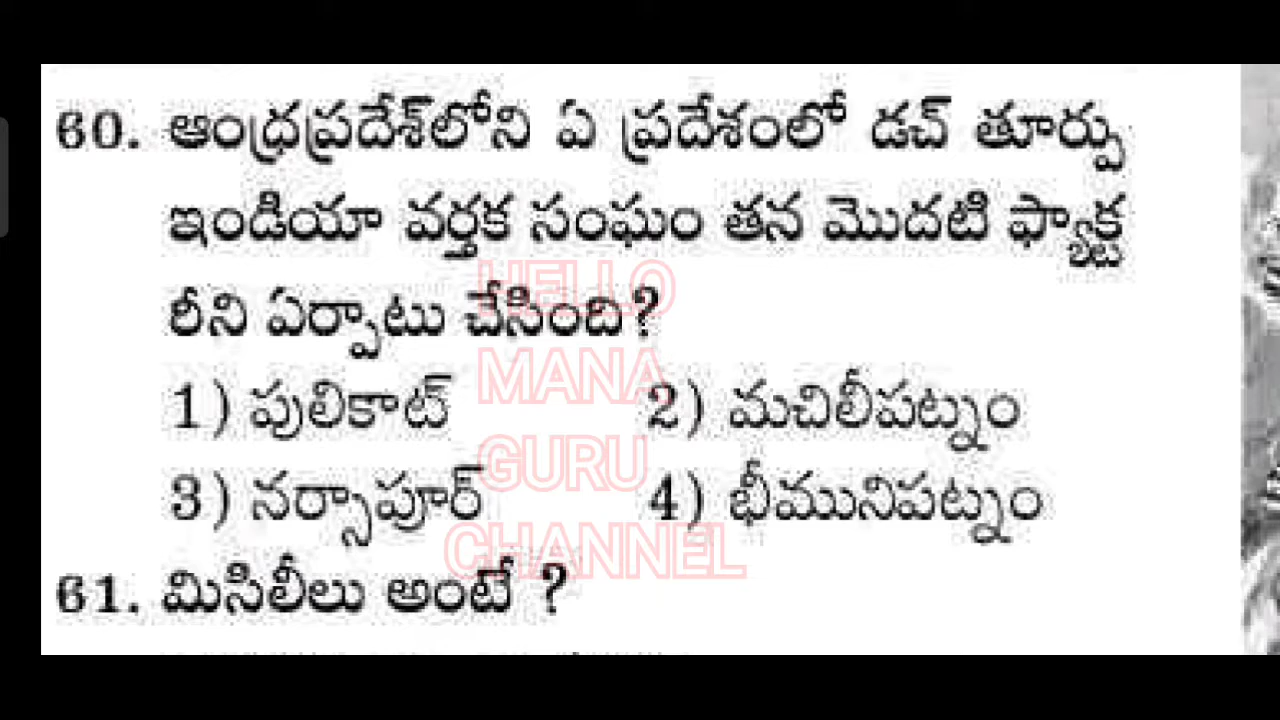 60. ఆంధ్రప్రదేశ్‌లోని ఏ ప్రదేశంలో డచ్ తూర్పు
ఇండియా వర్తక సంఘం తన మొదటి ఫ్యాక్ట
రీని ఏర్పాటు చేసింది?
1) పులికాట్ 2) మచిలీపట్నం
3) నర్సాపూర్ 4) భీమునిపట్నం
61. మిసిలీలు అంటే ?
HELLO
MANA
GURU
CHANNEL